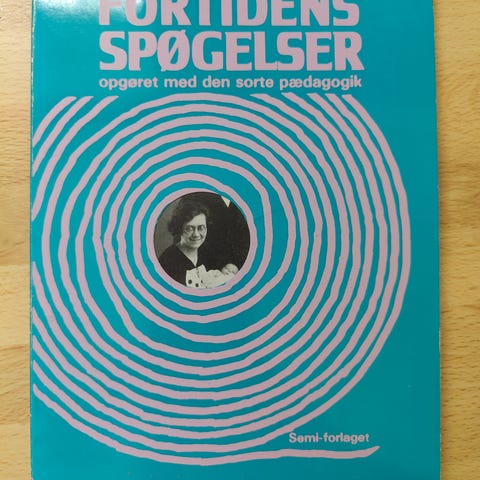 FORTIDENS
SPØGELSER
opgøret med den sorte pædagogik
Semi-forlaget